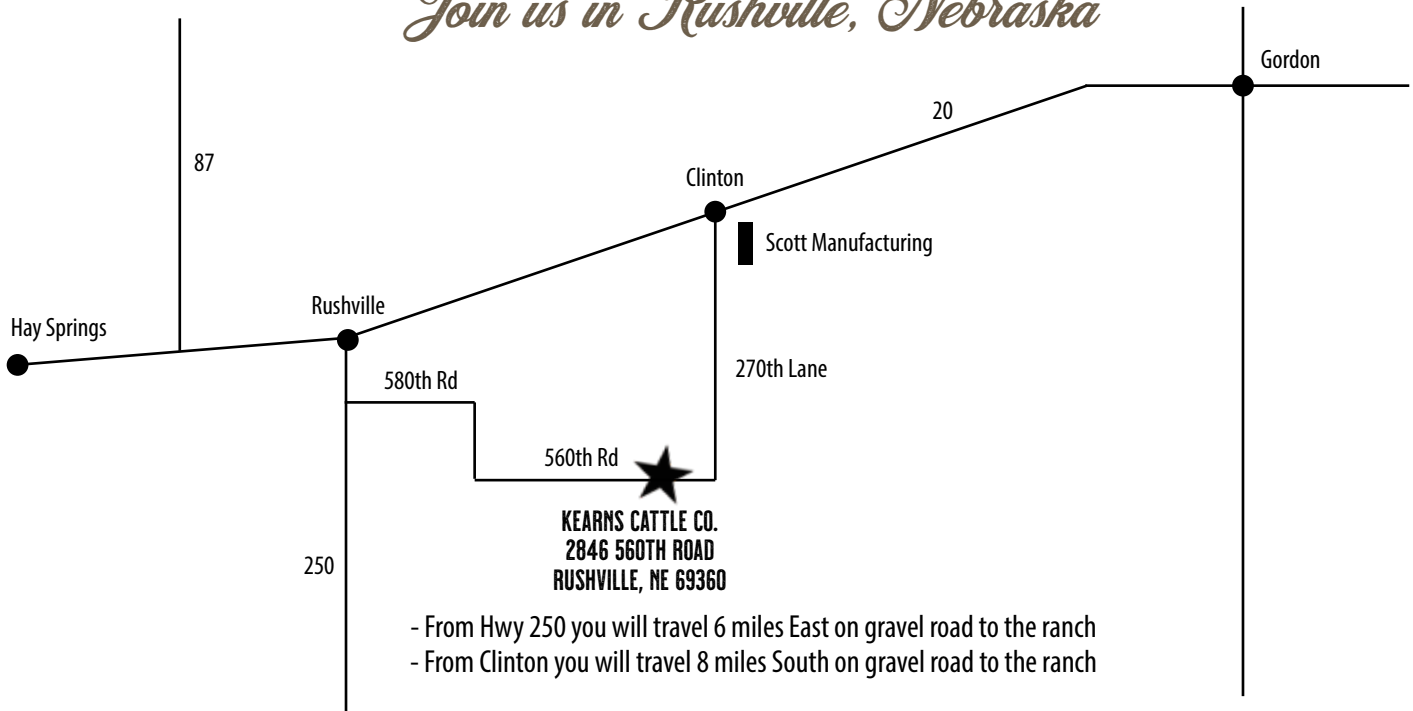 Join us in Rushville, Nebraska
Gordon
20
87
Clinton
Scott Manufacturing
Rushville
Hay Springs
270th Lane
580th Rd
560th Rd
KEARNS CATTLE CO.
2846 560TH ROAD
RUSHVILLE, NE 69360
250
- From Hwy 250 you will travel 6 miles East on gravel road to the ranch
- From Clinton you will travel 8 miles South on gravel road to the ranch